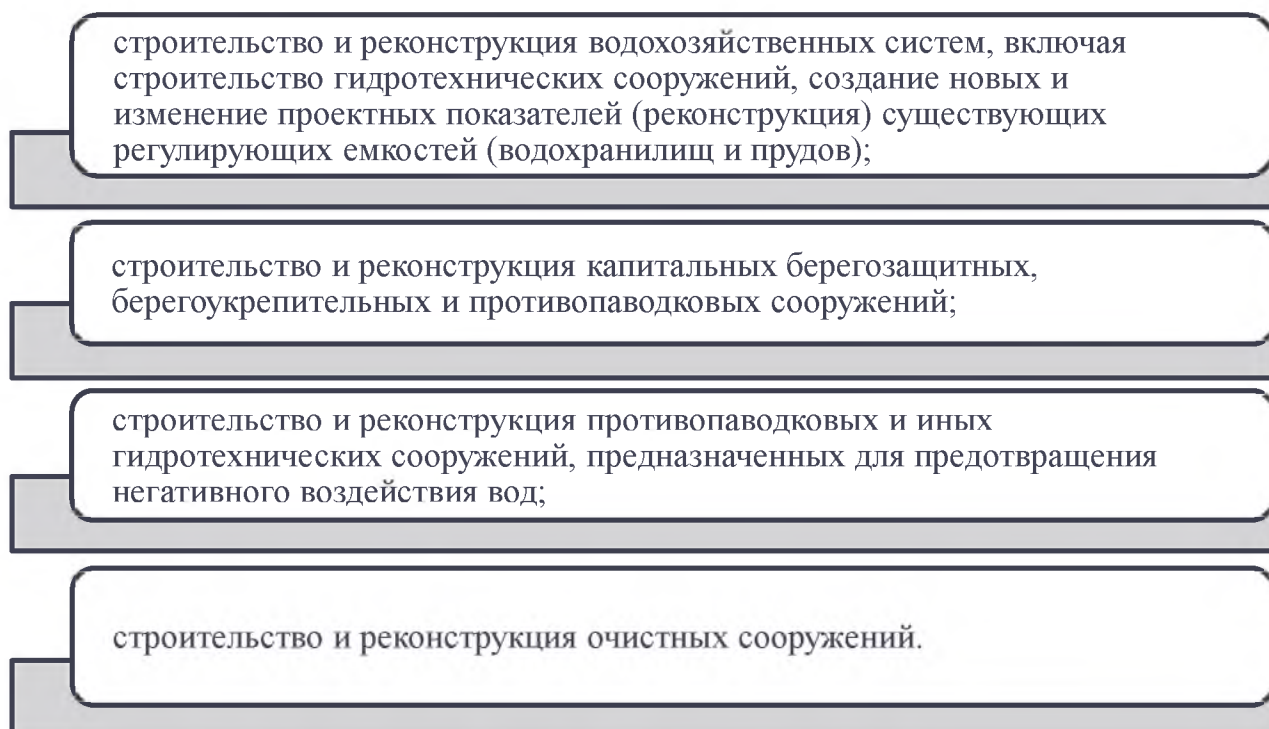 строительство и реконструкция водохозяйственных систем, включая
строительство гидротехнических сооружений, создание новых и
изменение проектных показателей (реконструкция) существующих
регулирующих емкостей (водохранилищ и прудов);
строительство и реконструкция капитальных берегозащитных,
берегоукрепительных и противопаводковых сооружений;
строительство и реконструкция противопаводковых и иных
гидротехнических сооружений, предназначенных для предотвращения
негативного воздействия вод;
строительство и реконструкция очистных сооружений.